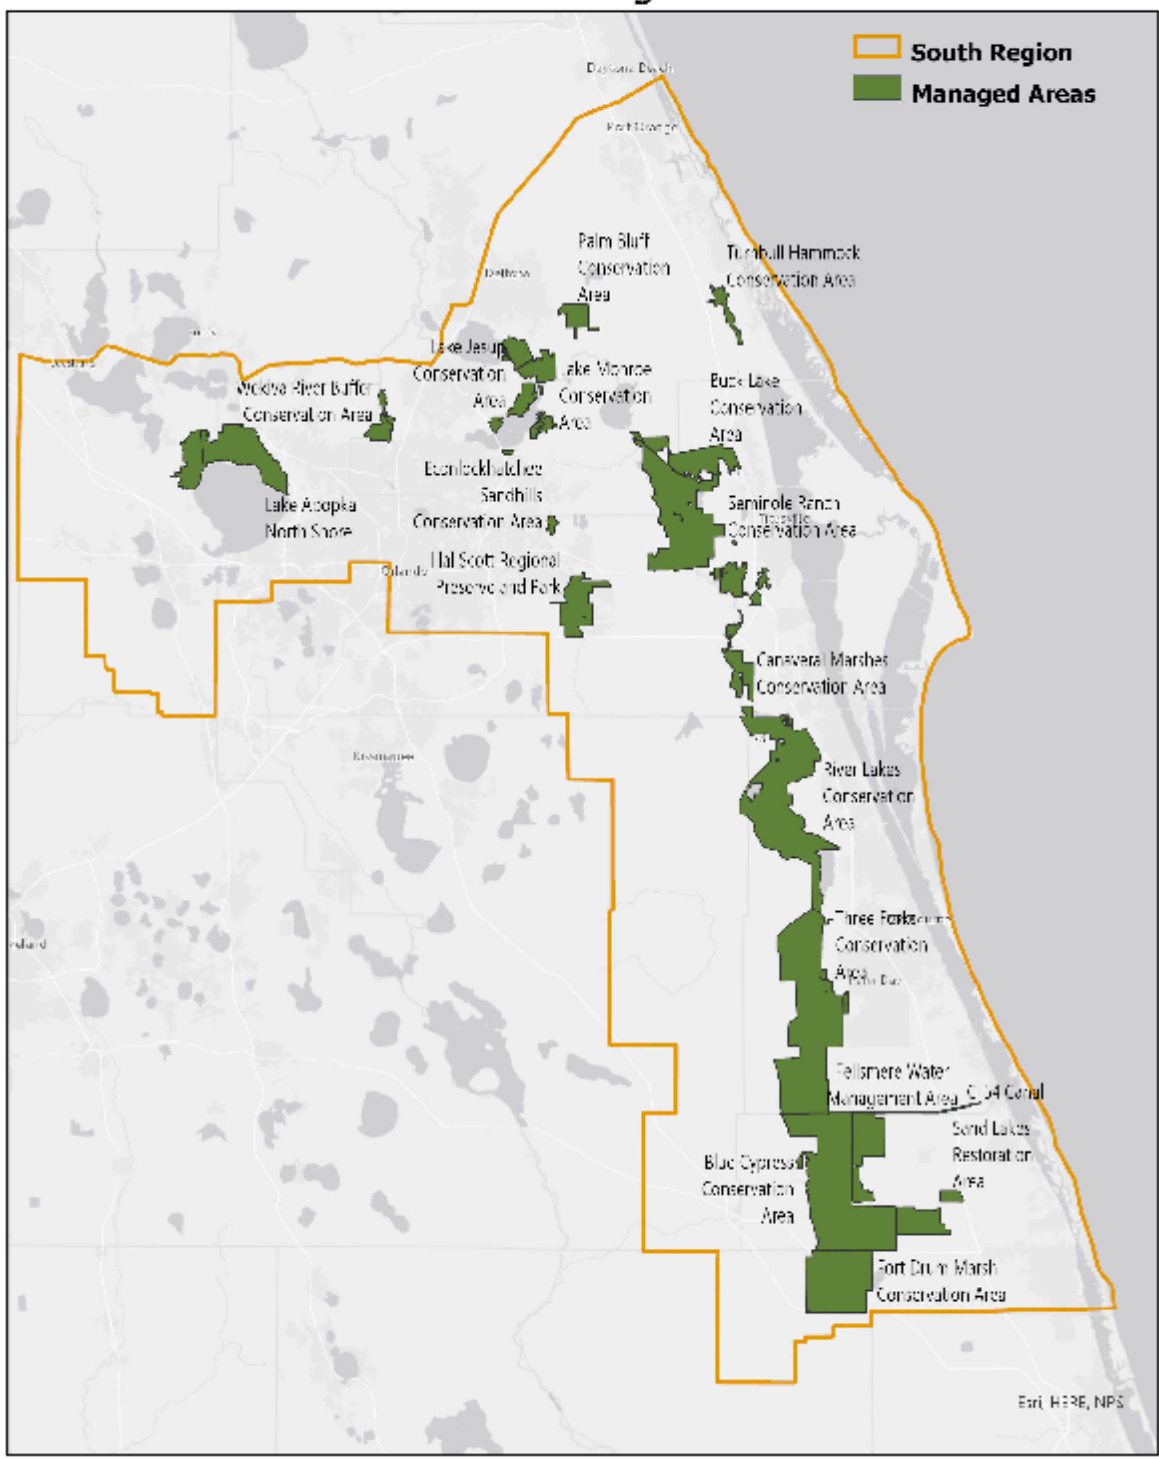 South Region
Managed Areas
Daytona Beach
Port Orange
Palm Bluff
Conservation
Area
Turnbull Hammock
Conservation Area
Deltona
Lake Jesup
Conservation
Area
Lake Monroe
Conservation
Area
Buck Lake
Conservation
Area
Wekiva River Buffer
Conservation Area
Lake Apopka
North Shore
Econlockhatchee
Sandhills
Conservation Area
Seminole Ranch
Conservation Area
Titusville
Hal Scott Regional
Preserve and Park
Orlando
Canaveral Marshes
Conservation Area
Kissimmee
River Lakes
Conservation
Area
Three Forks
Conservation
Area
Palm Bay
Fellsmere Water
Management Area
C-54 Canal
Sand Lakes
Restoration
Area
Blue Cypress
Conservation
Area
Fort Drum Marsh
Conservation Area
Esri, HERE, NPS